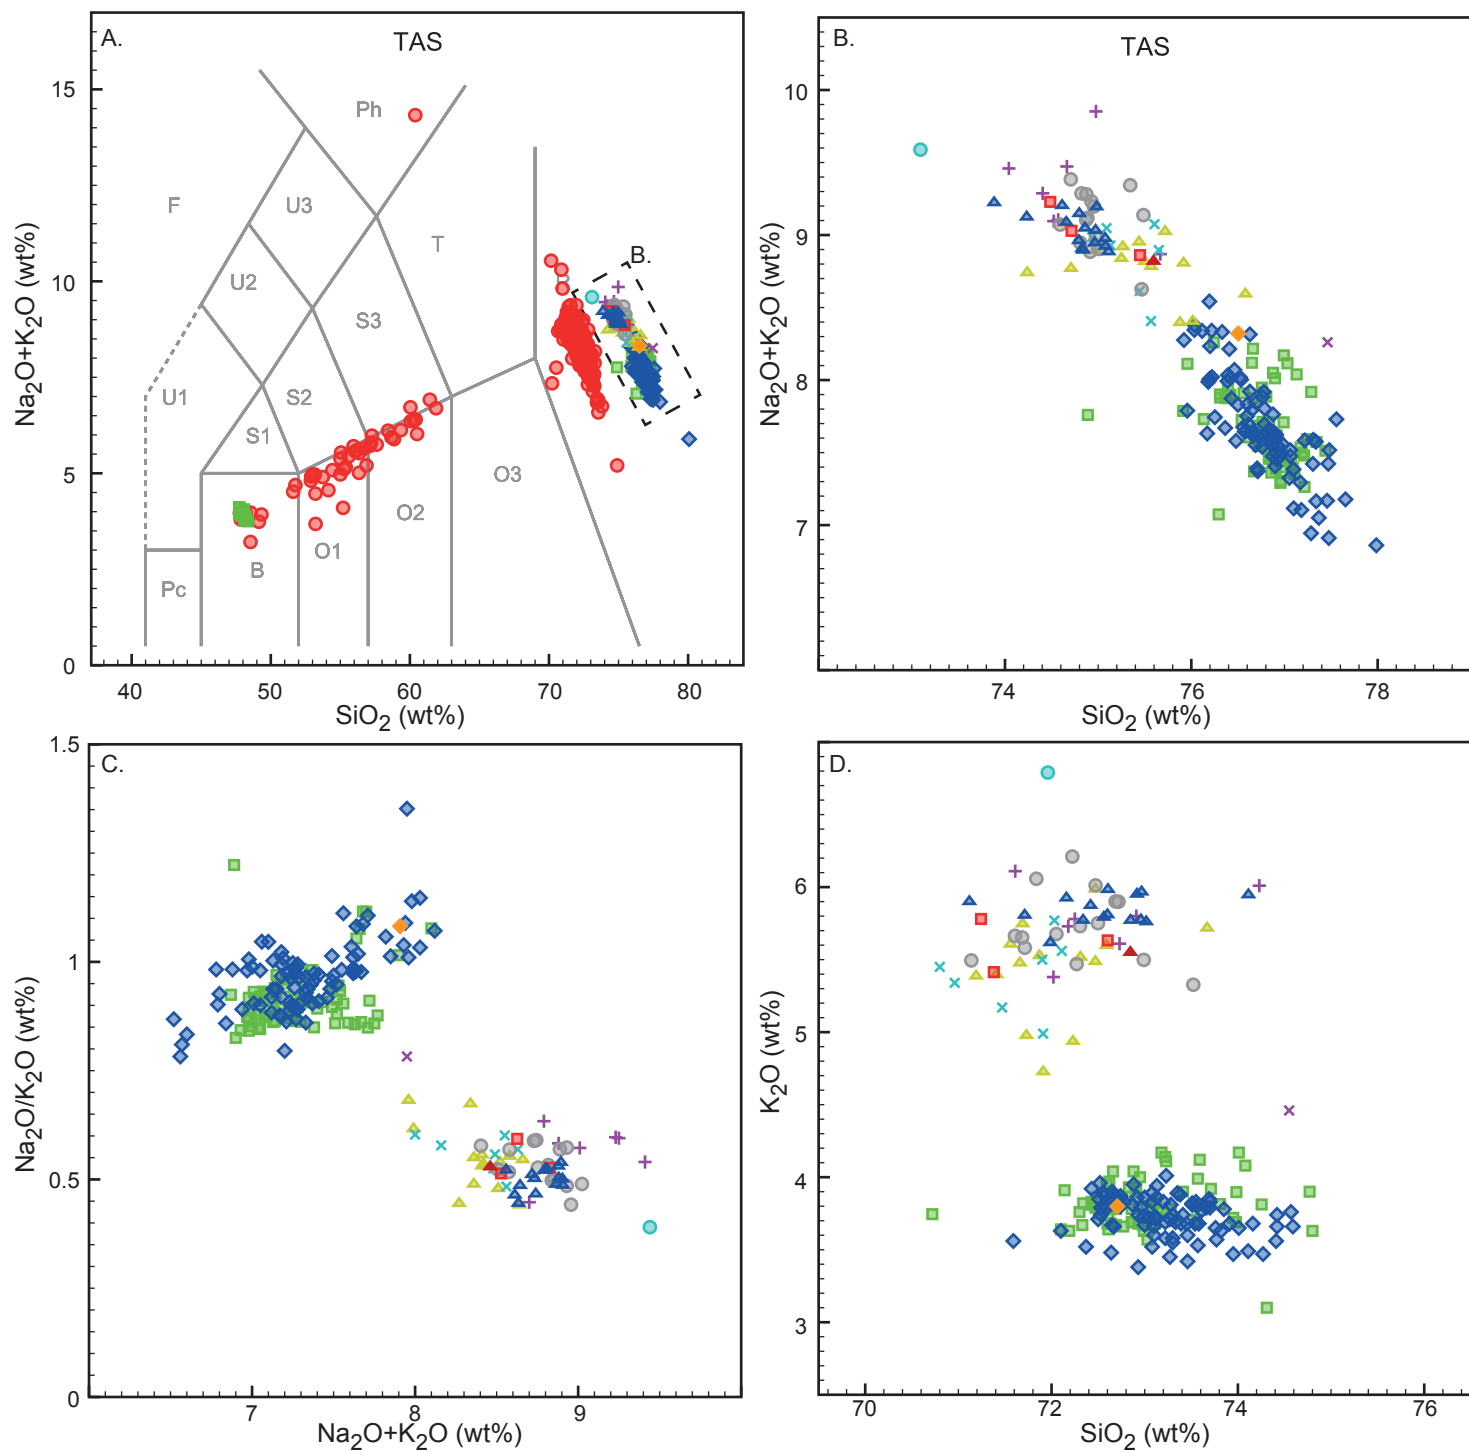 A.
TAS
Na2O+K2O (wt%)
15
10
5
0
F
Ph
U3
U2
U1
T
S3
S2
S1
R
B.
O3
O2
O1
B
Pc
40
50
60
70
80
SiO2 (wt%)
B.
TAS
Na2O+K2O (wt%)
10
9
8
7
74
76
78
SiO2 (wt%)
C.
Na2O/K2O (wt%)
1.5
1
0.5
0
7
8
9
Na2O+K2O (wt%)
D.
K2O (wt%)
6
5
4
3
70
72
74
76
SiO2 (wt%)